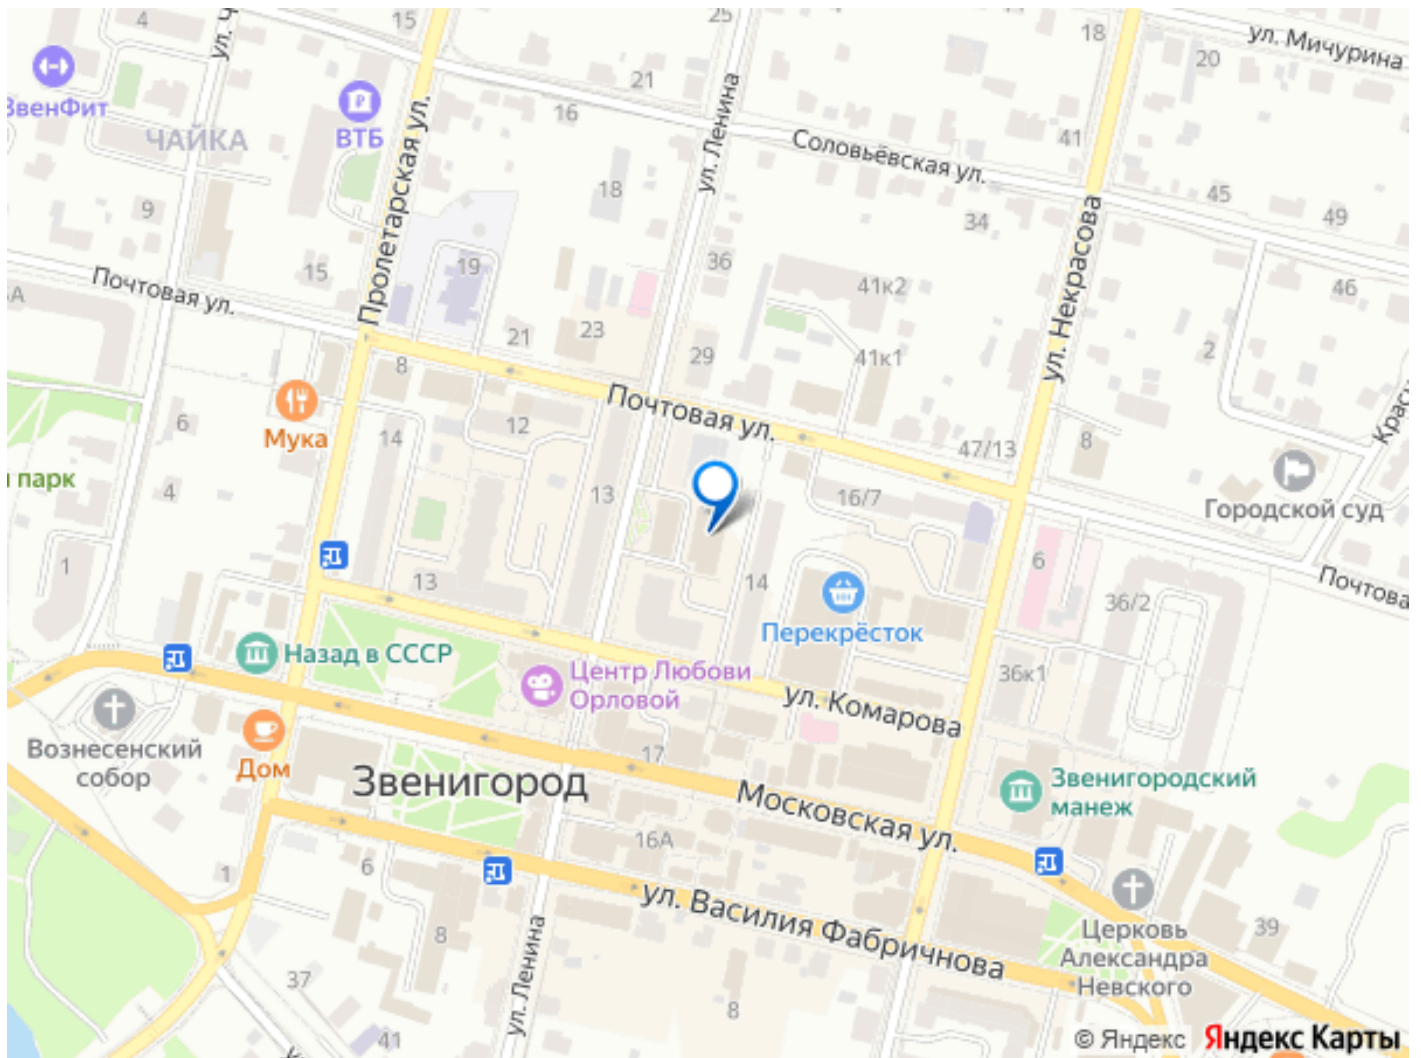 4
15
25
18
ул. Мичурина
20
ЗвенФит
ВТБ
21
16
ЧАЙКА
ул. Ленина
41
Соловьёвская ул.
Пролетарская ул.
18
9
34
45
49
ул. Некрасова
15
19
36
41к2
46
Почтовая ул.
21
23
29
41к1
2
8
Мука
6
14
12
Почтовая ул.
47/13
8
парк
4
13
16/7
Городской суд
1
13
14
Перекрёсток
6
36/2
Почтова
Назад в СССР
Центр Любови
Орловой
ул. Комарова
36к1
Вознесенский
собор
Дом
17
Звенигород
Московская ул.
Звенигородский
манеж
16А
1
6
ул. Василия Фабричнова
8
ул. Ленина
37
8
Церковь
Александра
Невского
39
41
© Яндекс Яндекс Карты